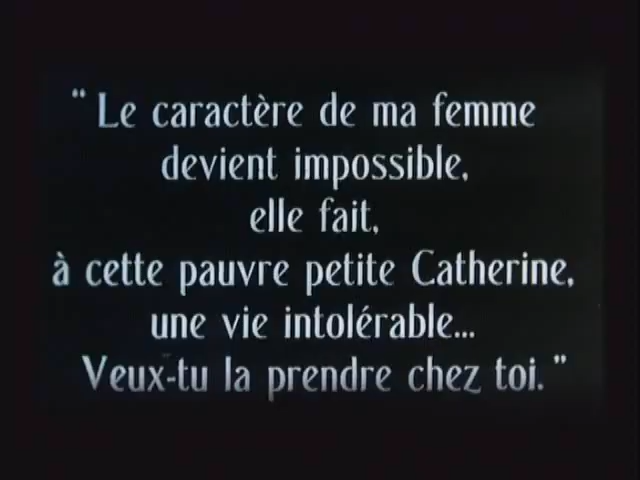 " Le caractère de ma femme
devient impossible,
elle fait,
à cette pauvre petite Catherine,
une vie intolérable...
Veux-tu la prendre chez toi. "